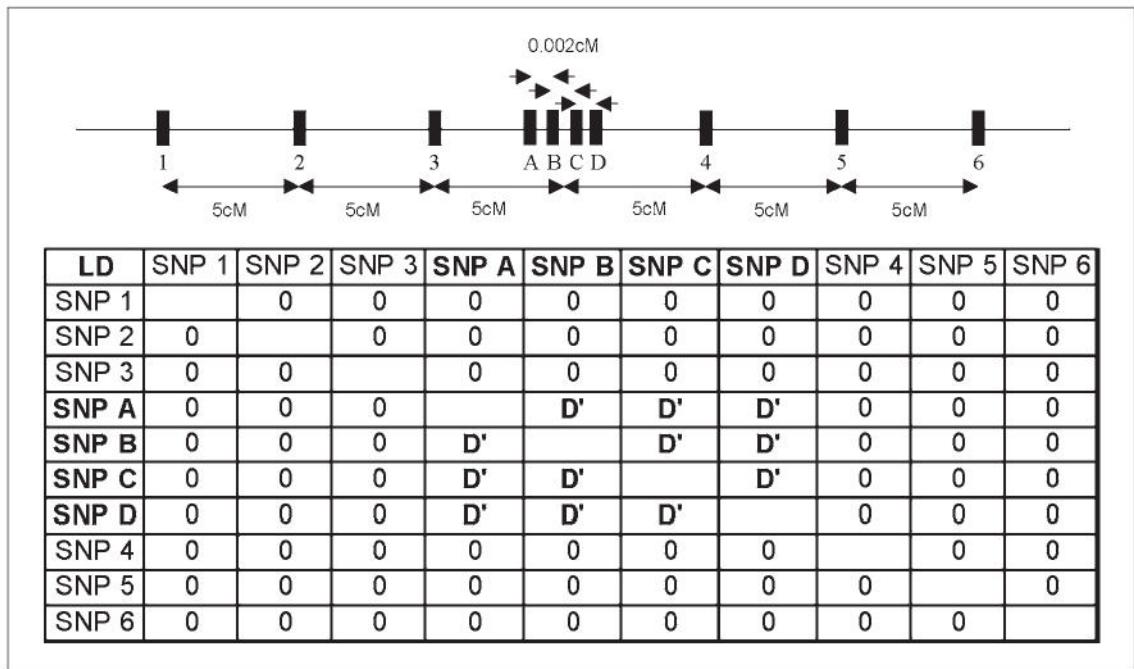 0.002cM
1 2 3 A B C D 4 5 6
5cM 5cM 5cM 5cM 5cM 5cM
LD SNP 1 SNP 2 SNP 3 SNP A SNP B SNP C SNP D SNP 4 SNP 5 SNP 6
SNP 1 0 0 0 0 0 0 0 0 0
SNP 2 0 0 0 0 0 0 0 0 0
SNP 3 0 0 0 0 0 0 0 0 0
SNP A 0 0 0 D' D' D' 0 0 0
SNP B 0 0 0 D' D' D' 0 0 0
SNP C 0 0 0 D' D' D' 0 0 0
SNP D 0 0 0 D' D' D' 0 0 0
SNP 4 0 0 0 0 0 0 0 0 0
SNP 5 0 0 0 0 0 0 0 0 0
SNP 6 0 0 0 0 0 0 0 0 0